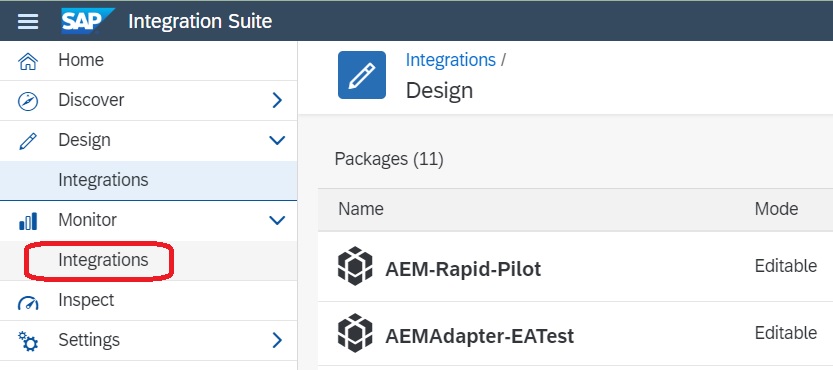 SAP Integration Suite
Home
Discover
Design
Integrations
Monitor
Integrations
Inspect
Settings
Integrations /
Design
Packages (11)
Name Mode
AEM-Rapid-Pilot Editable
AEMAdapter-EATest Editable